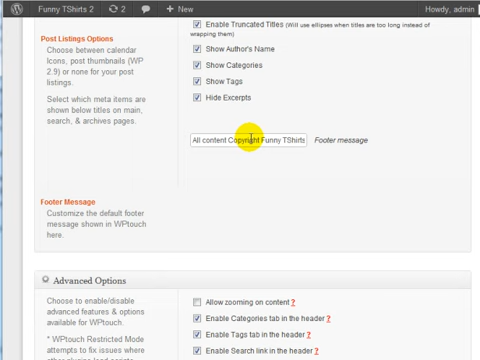 Funny TShirts 2 2 + New Howdy, admin
Enable Truncated Titles (Will use ellipses when titles are too long instead of
wrapping them)
Post Listings Options
Choose between calendar
Icons, post thumbnails (WP
2.9) or none for your post
listings.
Select which meta items are
shown below titles on main,
search, & archives pages.
Show Author's Name
Show Categories
Show Tags
Hide Excerpts
All content Copyright Funny TShirts Footer message
Footer Message
Customize the default footer
message shown in WPtouch
here.
Advanced Options
Choose to enable/disable
advanced features & options
available for WPtouch.
* WPtouch Restricted Mode
attempts to fix issues where
Allow zooming on content ?
Enable Categories tab in the header ?
Enable Tags tab in the header ?
Enable Search link in the header ?